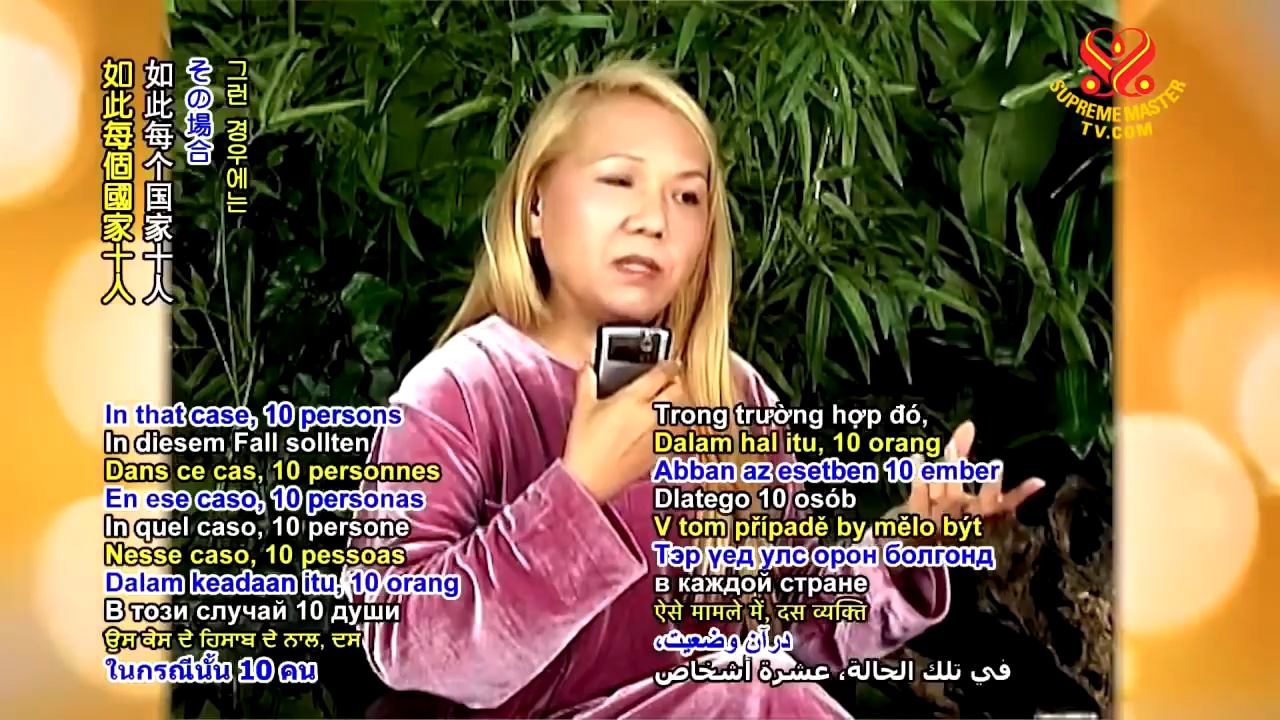 그런 경우에는
その場合
如此每个国家十人
如此每個國家十人
SUPREME MASTER
TV.COM
In that case, 10 persons
In diesem Fall sollten
Dans ce cas, 10 personnes
En ese caso, 10 personas
In quel caso, 10 persone
Nesse caso, 10 pessoas
Dalam keadaan itu, 10 orang
В този случай 10 души
ਉਸ ਕੇਸ ਦੇ ਹਿਸਾਬ ਦੇ ਨਾਲ, ਦਸ
ในกรณีนั้น 10 คน
Trong trường hợp đó,
Dalam hal itu, 10 orang
Abban az esetben 10 ember
Dlatego 10 osób
V tom případě by mělo být
Тэр үед улс орон болгонд
в каждой стране
ऐसे मामले में, दस व्यक्ति
درآن وضعیت،
في تلك الحالة، عشرة أشخاص